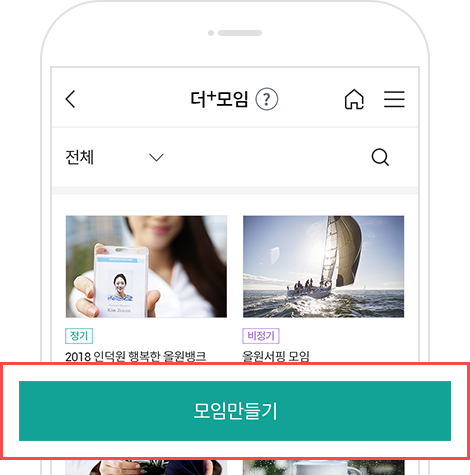 더+모임 ?
전체
정기
비정기
2018 인덕원 행복한 올원뱅크
올원서핑 모임
모임만들기